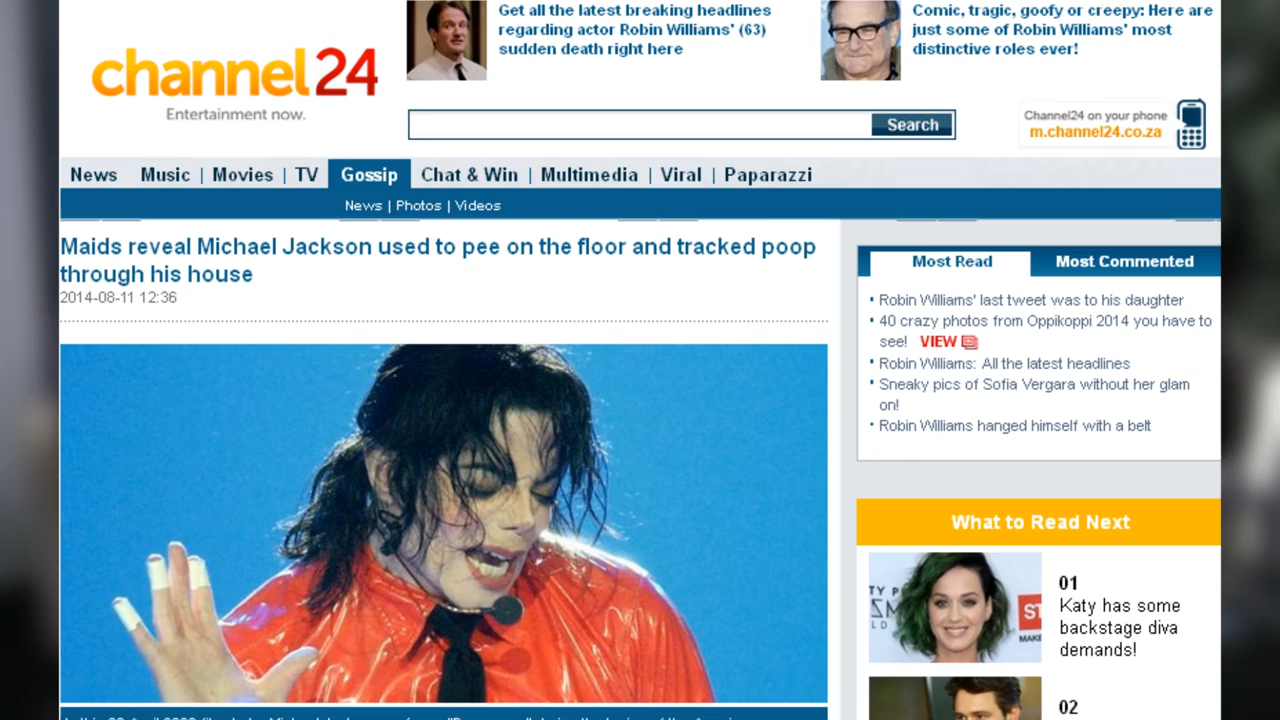 Get all the latest breaking headlines
regarding actor Robin Williams' (63)
sudden death right here
Comic, tragic, goofy or creepy: Here are
just some of Robin Williams' most
distinctive roles ever!
channel24
Entertainment now.
Search
Channel24 on your phone
m.channel24.co.za
News Music | Movies | TV Gossip Chat & Win | Multimedia | Viral | Paparazzi
News | Photos | Videos
Maids reveal Michael Jackson used to pee on the floor and tracked poop
through his house
2014-08-11 12:36
Most Read Most Commented
Robin Williams' last tweet was to his daughter
40 crazy photos from Oppikoppi 2014 you have to
see! VIEW
Robin Williams: All the latest headlines
Sneaky pics of Sofia Vergara without her glam
on!
Robin Williams hanged himself with a belt
What to Read Next
01
Katy has some
backstage diva
demands!
02